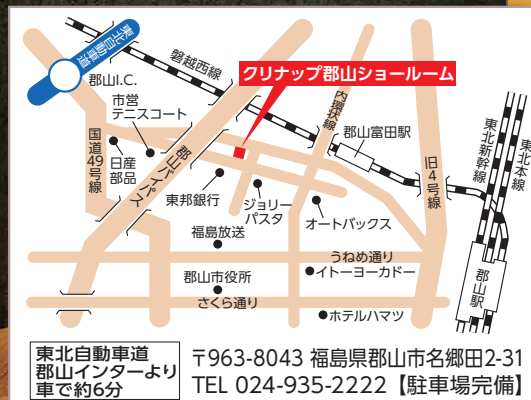 東北自動車道
郡山I.C.
磐越西線
クリナップ郡山ショールーム
市営
テニスコート
内環状線
郡山富田駅
東北新幹線
東北本線
国道49号線
日産
部品
郡山バイパス
東邦銀行
ジョリー
パスタ
オートバックス
旧4号線
福島放送
うねめ通り
イトーヨーカドー
郡山市役所
さくら通り
ホテルハマツ
郡山駅
東北自動車道
郡山インターより
車で約6分
〒963-8043 福島県郡山市名郷田2-31
TEL 024-935-2222【駐車場完備】